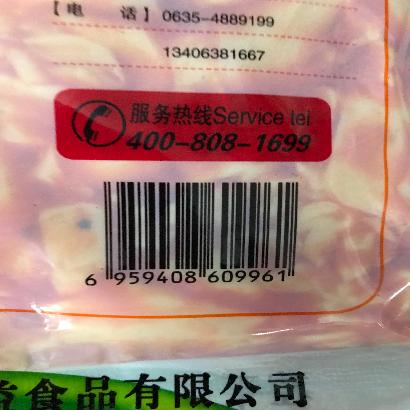 【电 话】0635-4889199
13406381667
服务热线Service tel
400-808-1699
6 959408 609961
食品有限公司